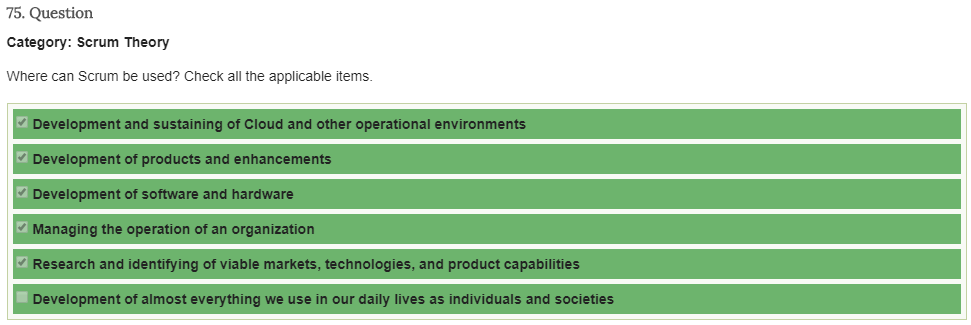 75. Question
Category: Scrum Theory
Where can Scrum be used? Check all the applicable items.
Development and sustaining of Cloud and other operational environments
Development of products and enhancements
Development of software and hardware
Managing the operation of an organization
Research and identifying of viable markets, technologies, and product capabilities
Development of almost everything we use in our daily lives as individuals and societies